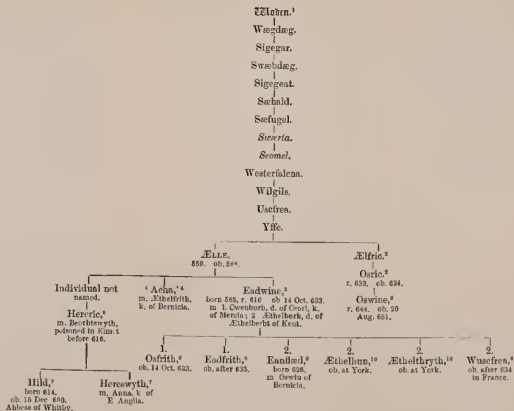 Woden.¹
Wægdæg.
Sigegar.
Swæbdæg.
Sigegeat.
Sæbald.
Sæfugel.
Swærta.
Seomel.
Westerfalcna.
Wilgils.
Uscfrea.
Yffe.
ÆLLE,
559. ob.
Ælfric.²
Osric.²
r. 633, ob. 634.
Oswine,³
r. 644. ob. 20
Aug. 651.
Individual not
named.
Hereric,⁶
m. Beorhtswyth,
poisoned in Elmet
before 616.
Acha,⁴
m. Æthelfrith,
k. of Bernicia.
Eadwine,⁵
born 585, r. 616 ob 14 Oct. 633.
m 1. Cwenburh, d. of Ceorl, k.
of Mercia; 2 Æthelburh, d. of
Æthelberht of Kent.
Hild,⁷
born 614,
ob. 15 Dec 680.
Abbess of Whitby.
Hereswyth,⁷
m. Anna, k of
E Anglia.
1.
Osfrith,⁸
ob. 14 Oct. 633.
1.
Eadfrith,⁸
ob. after 633.
2.
Eanflæd,⁹
born 626,
m Oswiu of
Bernicia.
2.
Æthelhun,¹⁰
ob. at York.
2.
Æthelthryth,¹⁰
ob. at York.
2.
Wuscfrea,⁸
ob. after 634
in France.